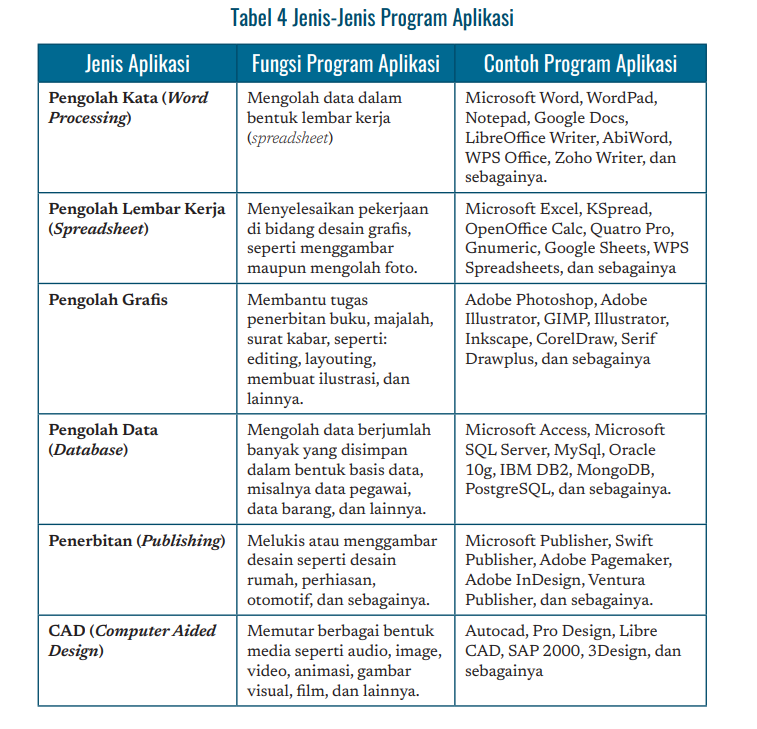 Tabel 4 Jenis-Jenis Program Aplikasi
Jenis Aplikasi
Fungsi Program Aplikasi
Contoh Program Aplikasi
Pengolah Kata (Word
Processing)
Mengolah data dalam
bentuk lembar kerja
(spreadsheet)
Microsoft Word, WordPad,
Notepad, Google Docs,
LibreOffice Writer, AbiWord,
WPS Office, Zoho Writer, dan
sebagainya.
Pengolah Lembar Kerja
(Spreadsheet)
Menyelesaikan pekerjaan
di bidang desain grafis,
seperti menggambar
maupun mengolah foto.
Microsoft Excel, KSpread,
OpenOffice Calc, Quatro Pro,
Gnumeric, Google Sheets, WPS
Spreadsheets, dan sebagainya
Pengolah Grafis
Membantu tugas
penerbitan buku, majalah,
surat kabar, seperti:
editing, layouting,
membuat ilustrasi, dan
lainnya.
Adobe Photoshop, Adobe
Illustrator, GIMP, Illustrator,
Inkscape, CorelDraw, Serif
Drawplus, dan sebagainya
Pengolah Data
(Database)
Mengolah data berjumlah
banyak yang disimpan
dalam bentuk basis data,
misalnya data pegawai,
data barang, dan lainnya.
Microsoft Access, Microsoft
SQL Server, MySql, Oracle
10g, IBM DB2, MongoDB,
PostgreSQL, dan sebagainya.
Penerbitan (Publishing)
Melukis atau menggambar
desain seperti desain
rumah, perhiasan,
otomotif, dan sebagainya.
Microsoft Publisher, Swift
Publisher, Adobe Pagemaker,
Adobe InDesign, Ventura
Publisher, dan sebagainya.
CAD (Computer Aided
Design)
Memutar berbagai bentuk
media seperti audio, image,
video, animasi, gambar
visual, film, dan lainnya.
Autocad, Pro Design, Libre
CAD, SAP 2000, 3Design, dan
sebagainya